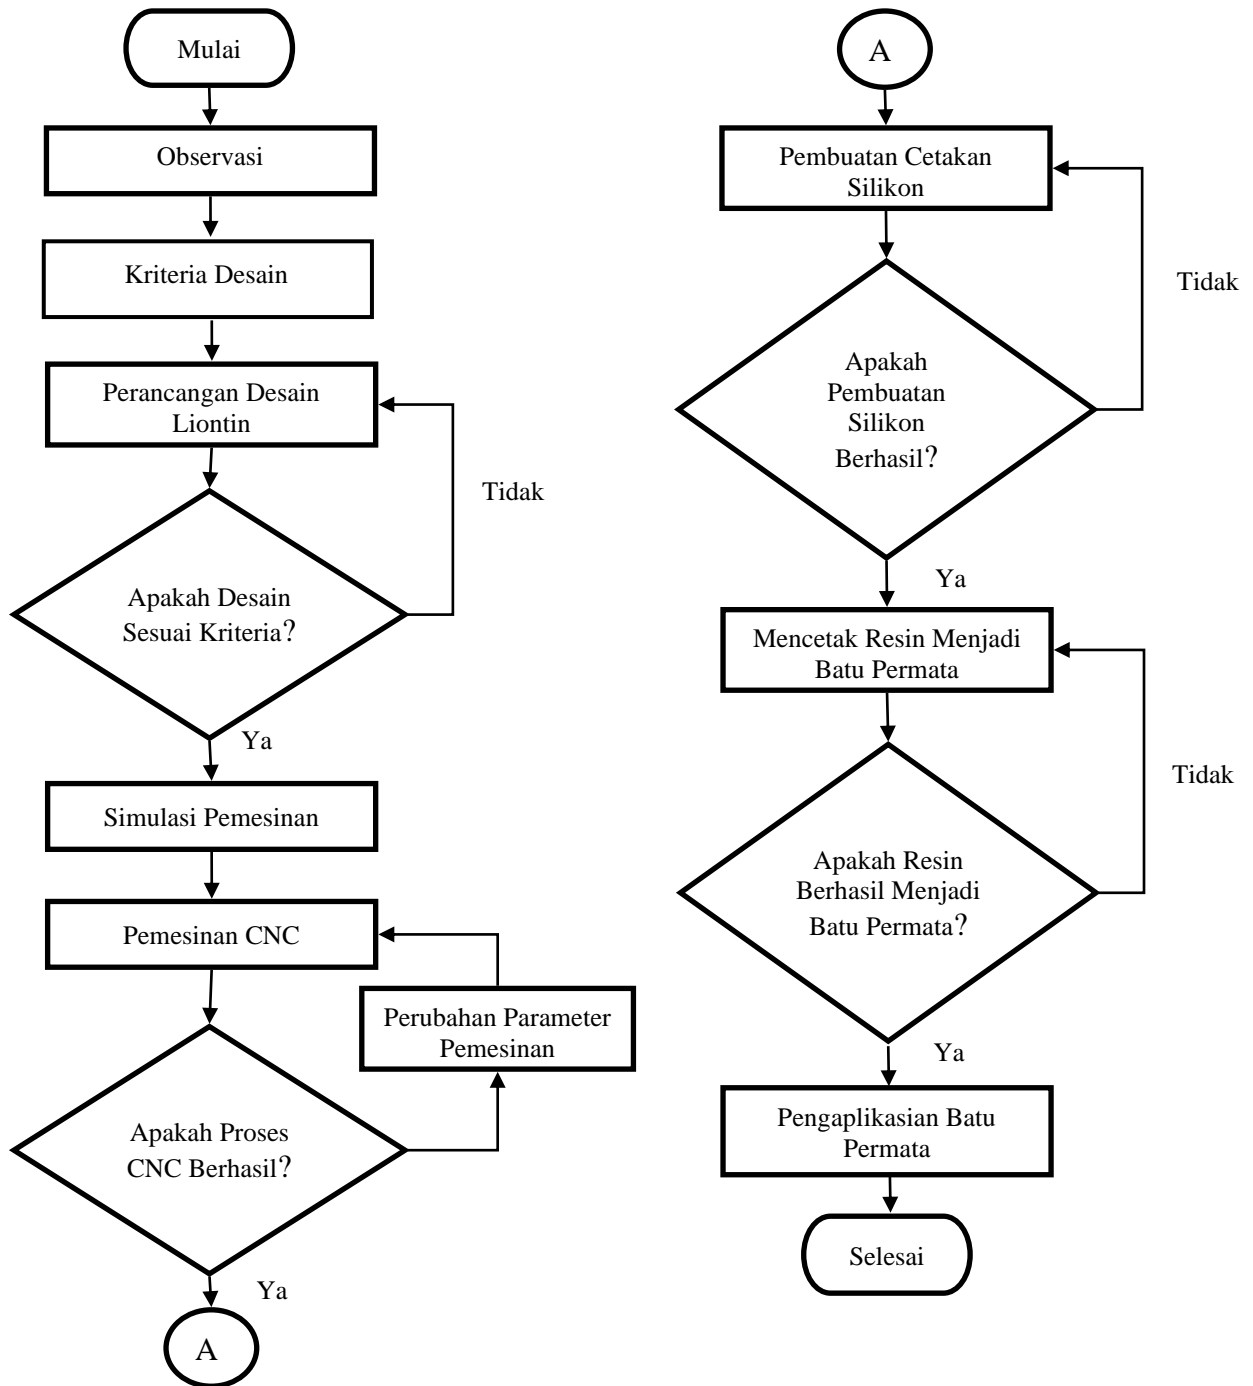 Mulai
Observasi
Kriteria Desain
Perancangan Desain
Liontin
Tidak
Apakah Desain
Sesuai Kriteria?
Ya
Simulasi Pemesinan
Pemesinan CNC
Perubahan Parameter
Pemesinan
Apakah Proses
CNC Berhasil?
Ya
A
A
Pembuatan Cetakan
Silikon
Tidak
Apakah
Pembuatan
Silikon
Berhasil?
Ya
Mencetak Resin Menjadi
Batu Permata
Tidak
Apakah Resin
Berhasil Menjadi
Batu Permata?
Ya
Pengaplikasian Batu
Permata
Selesai